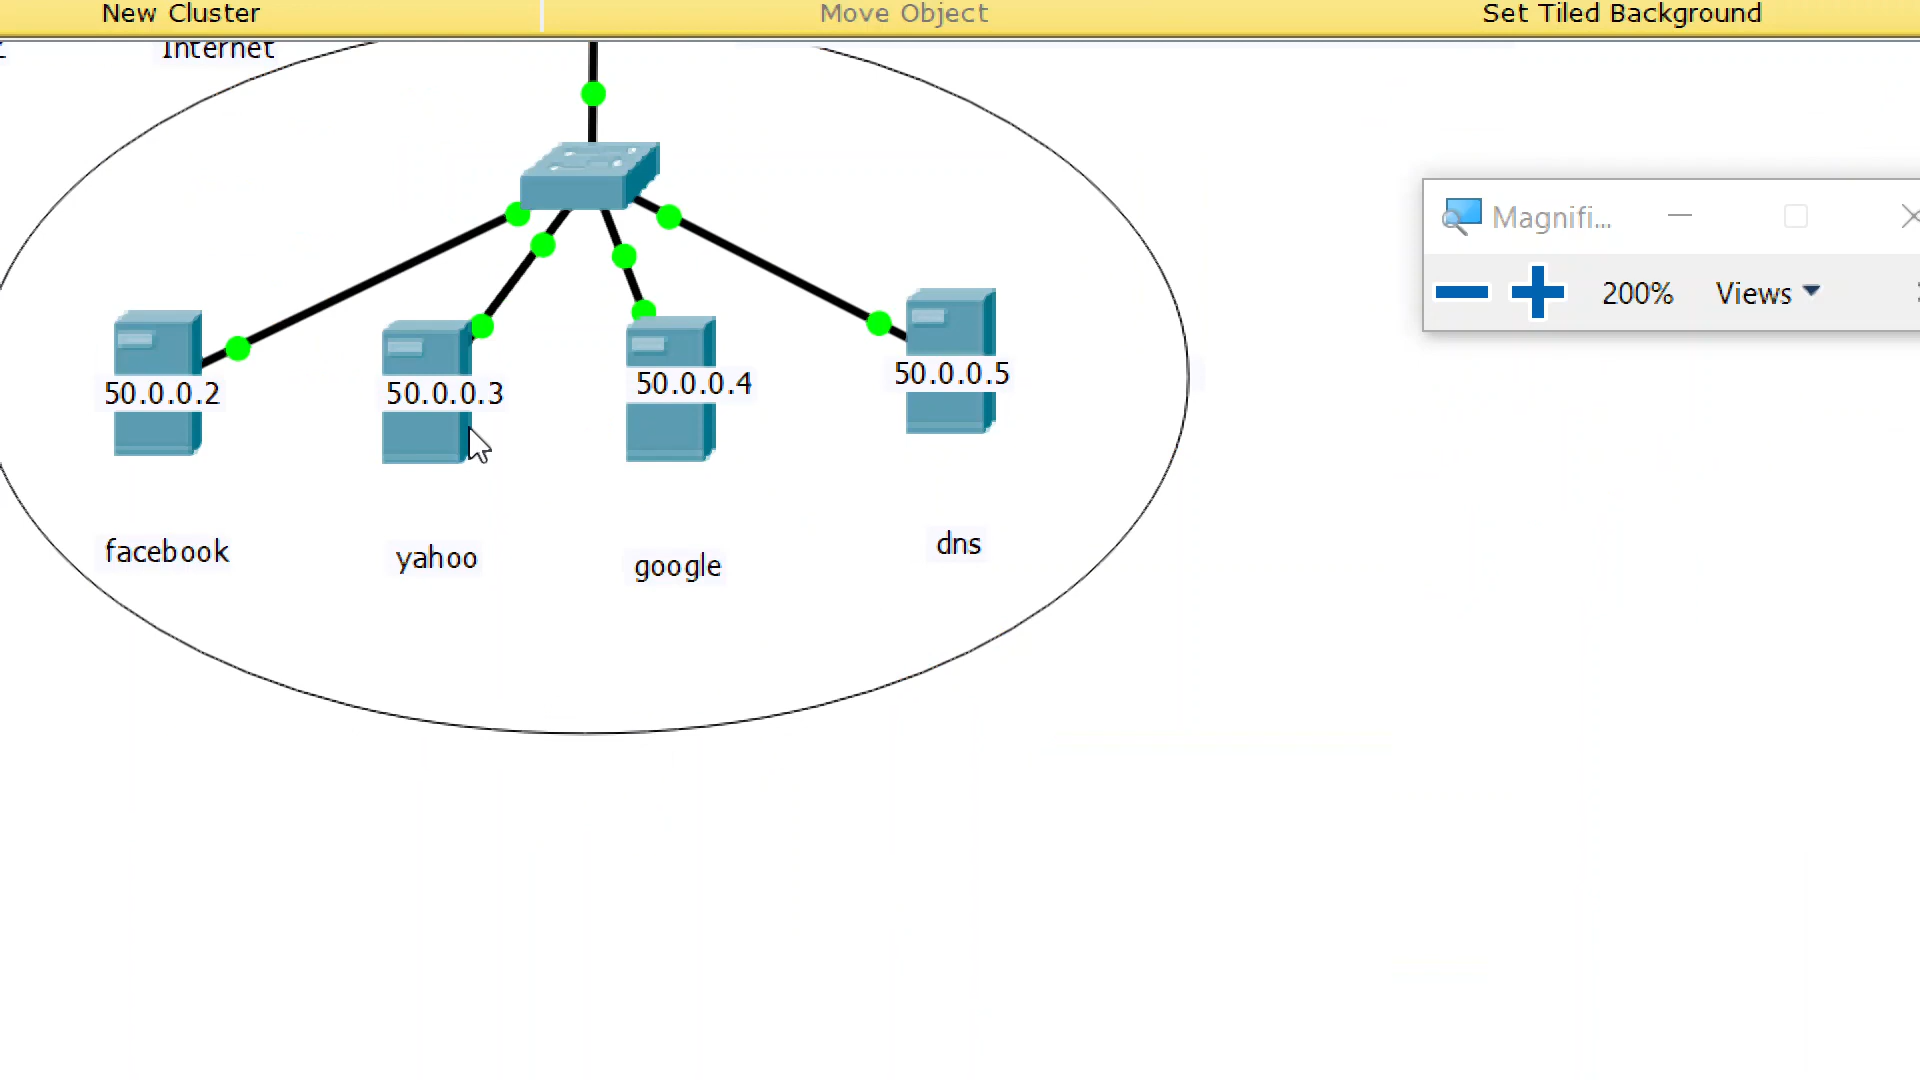 New Cluster
Move Object
Set Tiled Background
Internet
Magnifi...
200%
Views
50.0.0.2
50.0.0.3
50.0.0.4
50.0.0.5
facebook
yahoo
google
dns